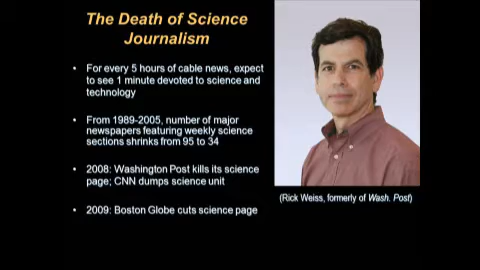 The Death of Science
Journalism
• For every 5 hours of cable news, expect
to see 1 minute devoted to science and
technology
• From 1989-2005, number of major
newspapers featuring weekly science
sections shrinks from 95 to 34
• 2008: Washington Post kills its science
page; CNN dumps science unit
• 2009: Boston Globe cuts science page
(Rick Weiss, formerly of Wash. Post)